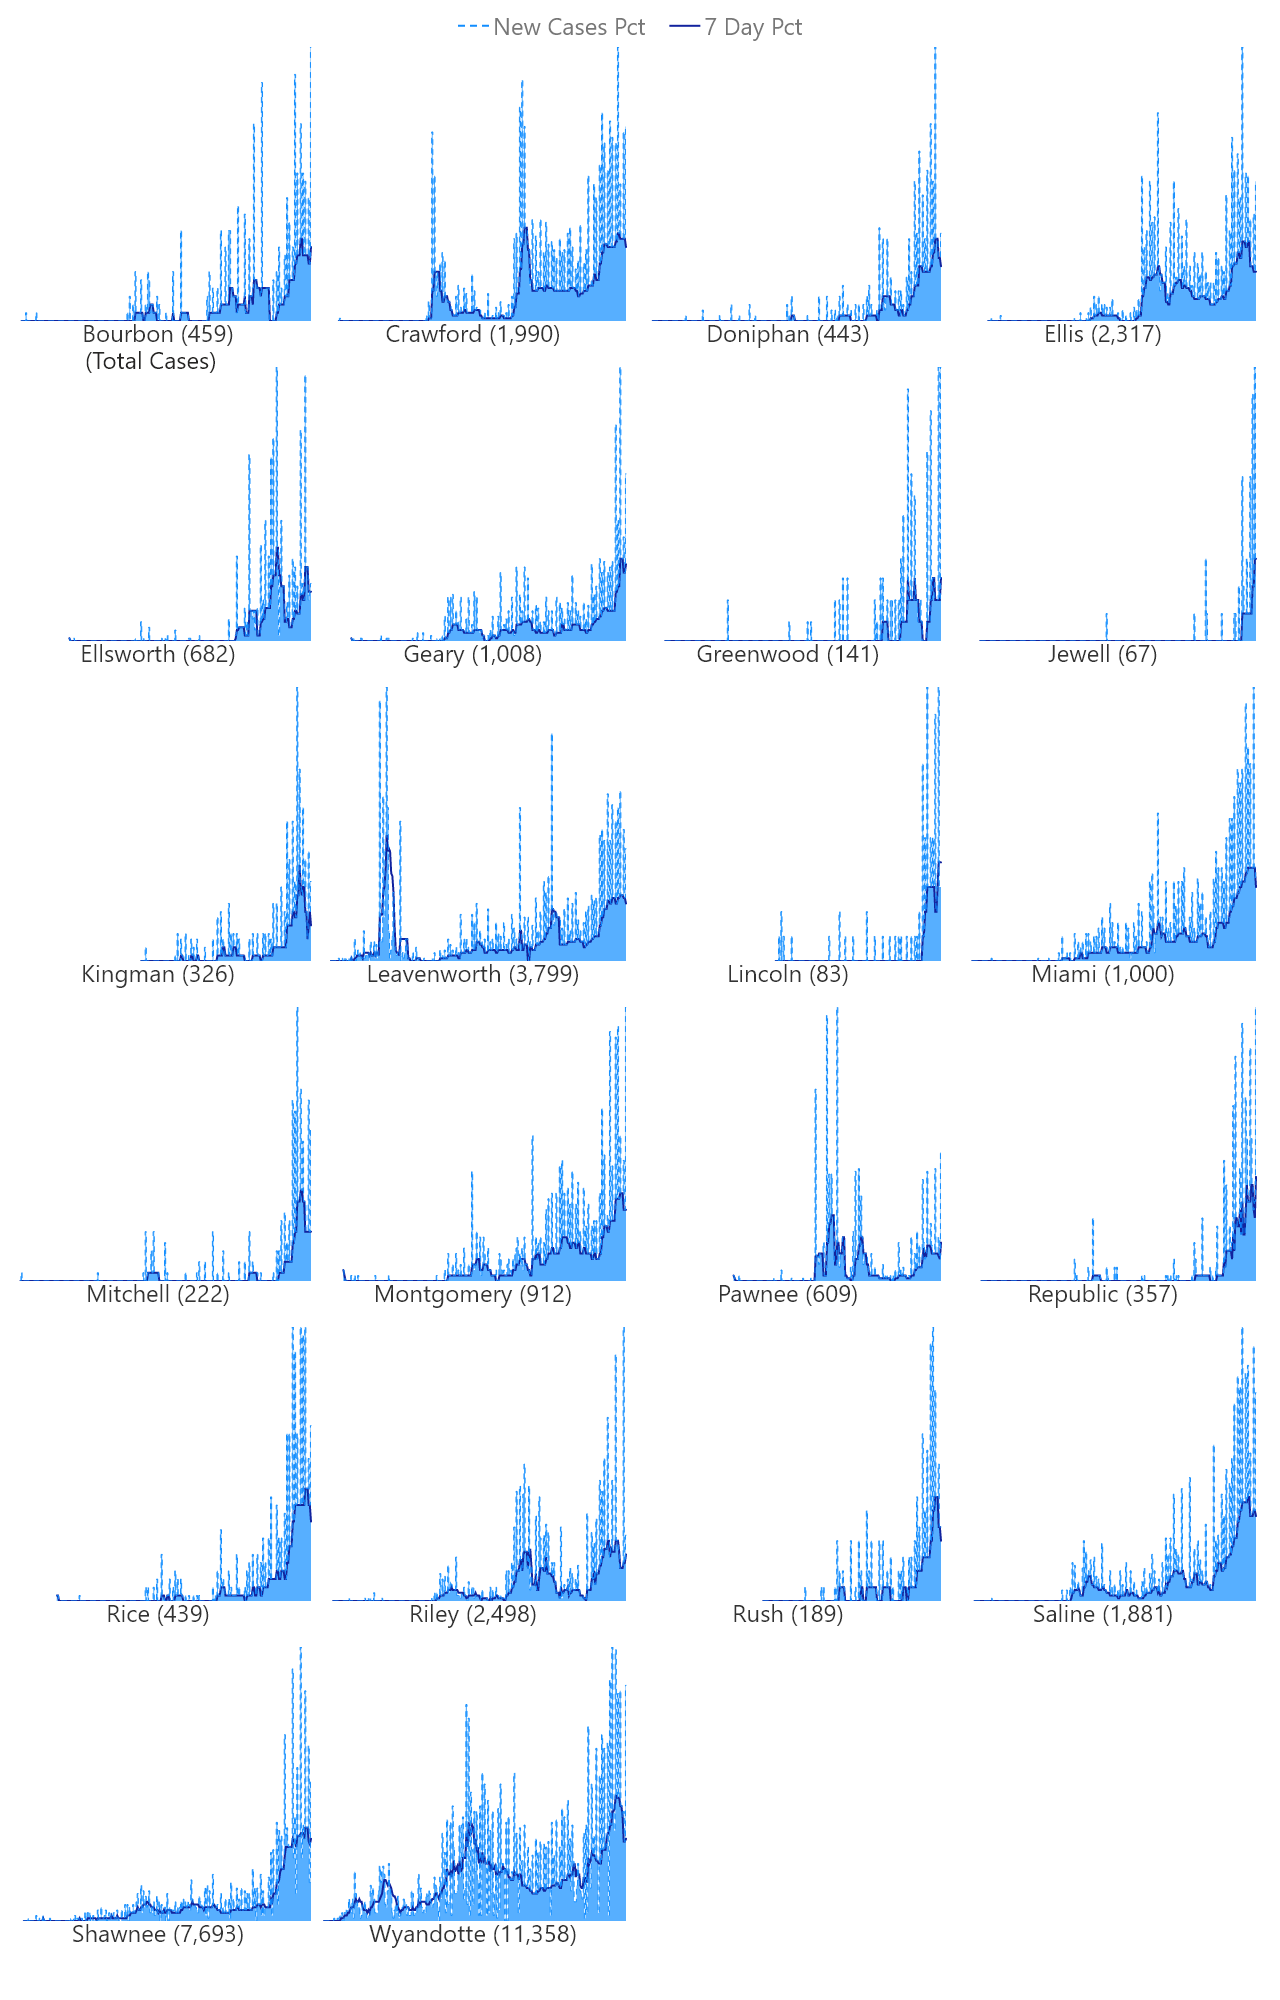 New Cases Pct 7 Day Pct
Bourbon (459) Crawford (1,990) Doniphan (443) Ellis (2,317)
(Total Cases)
Ellsworth (682) Geary (1,008) Greenwood (141) Jewell (67)
Kingman (326) Leavenworth (3,799) Lincoln (83) Miami (1,000)
Mitchell (222) Montgomery (912) Pawnee (609) Republic (357)
Rice (439) Riley (2,498) Rush (189) Saline (1,881)
Shawnee (7,693) Wyandotte (11,358)